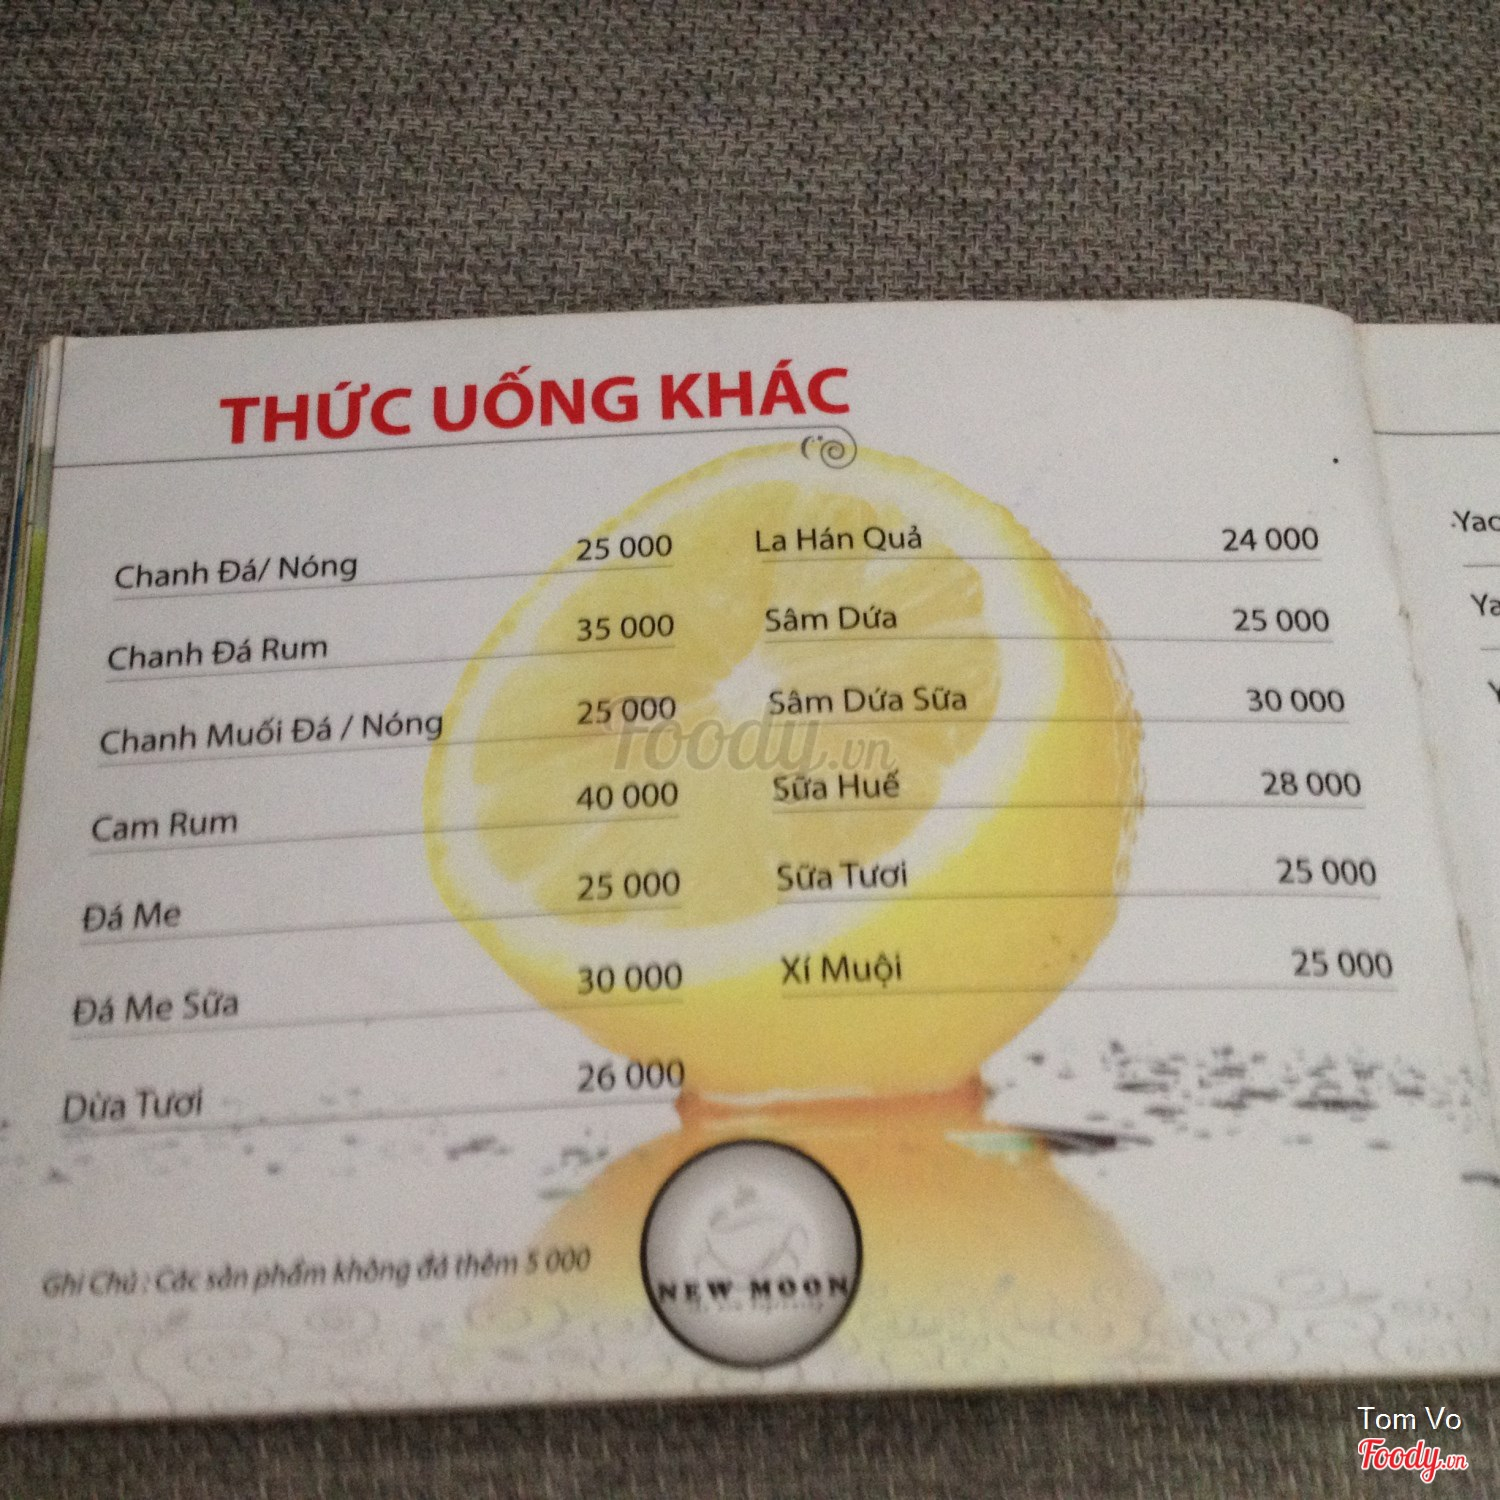 THỨC UỐNG KHÁC
Chanh Đá/ Nóng 25 000
Chanh Đá Rum 35 000
Chanh Muối Đá / Nóng 25 000
Cam Rum 40 000
Đá Me 25 000
Đá Me Sữa 30 000
Dừa Tươi 26 000
La Hán Quả 24 000
Sâm Dứa 25 000
Sâm Dứa Sữa 30 000
Sữa Huế 28 000
Sữa Tươi 25 000
Xí Muội 25 000
Ghi Chú : Các sản phẩm không đá thêm 5 000
NEW MOON
foody.vn
Tom Vo
Foody.vn